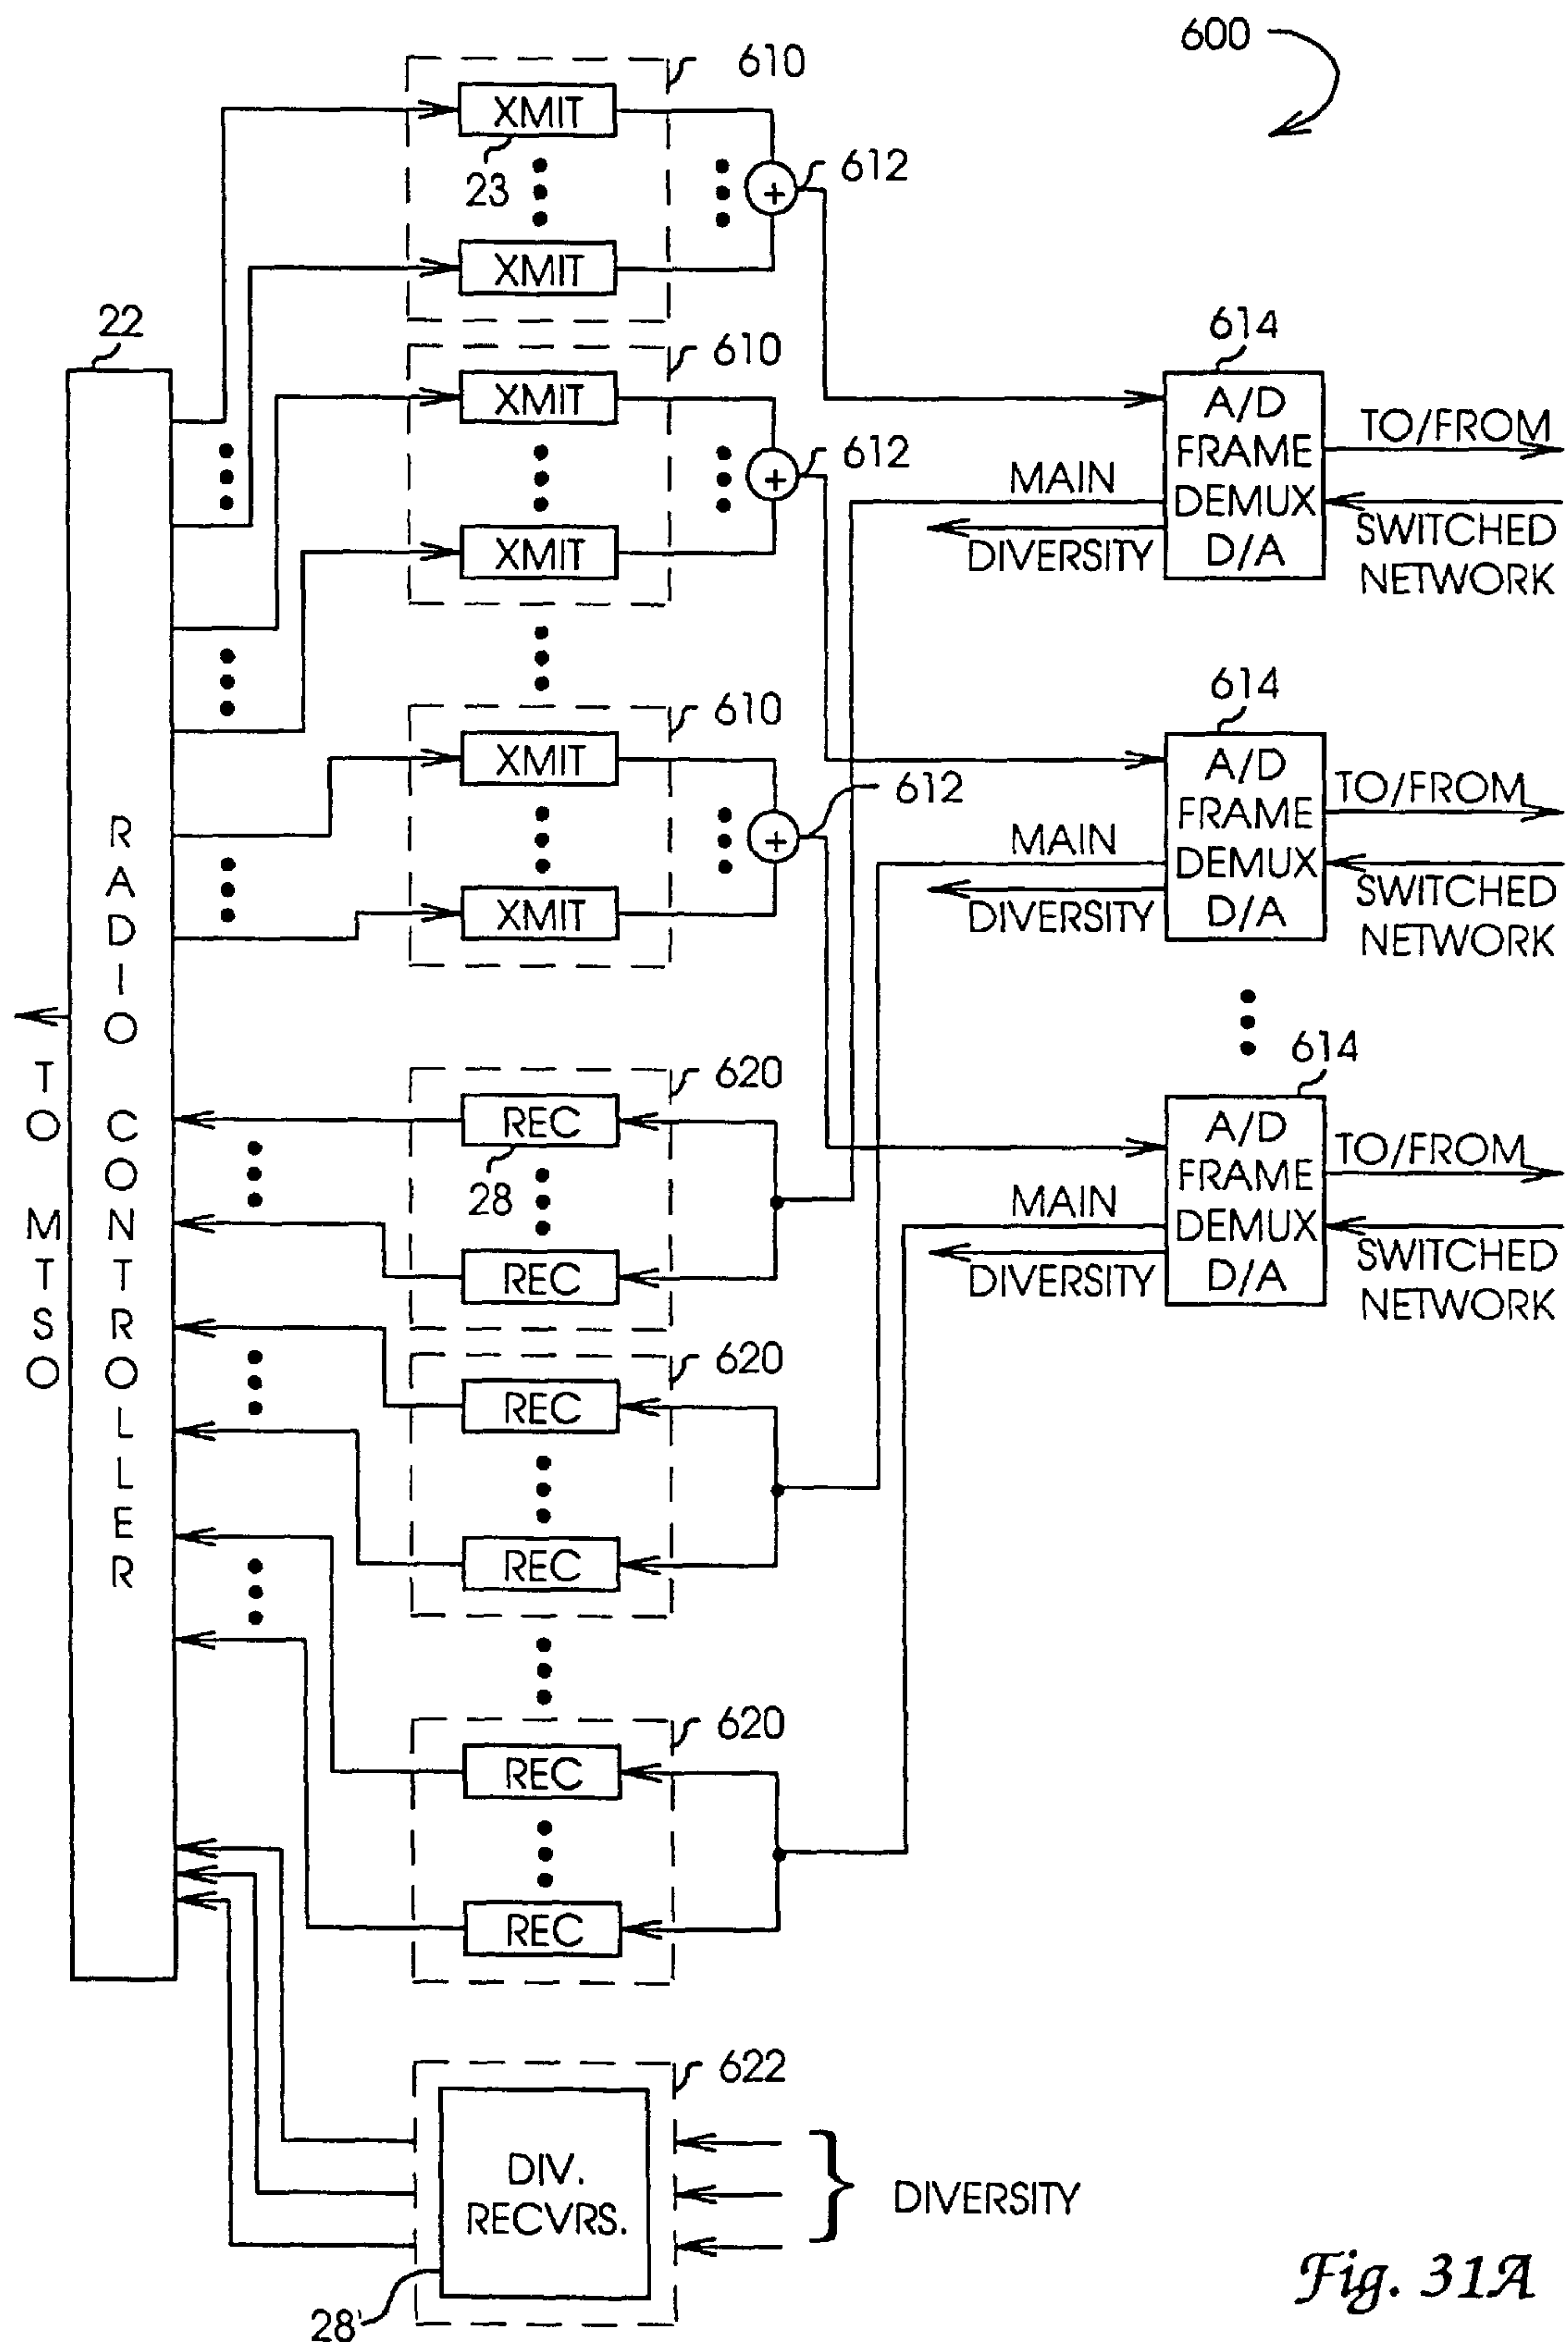 600
610
XMIT
23
612
XMIT
22
610
XMIT
612
XMIT
614
A/D
FRAME
DEMUX
D/A
TO/FROM
SWITCHED
NETWORK
MAIN
DIVERSITY
610
XMIT
612
XMIT
614
A/D
FRAME
DEMUX
D/A
TO/FROM
SWITCHED
NETWORK
MAIN
DIVERSITY
RADIO CONTROLLER
TO MTSO
620
REC
28
REC
614
A/D
FRAME
DEMUX
D/A
TO/FROM
SWITCHED
NETWORK
MAIN
DIVERSITY
620
REC
REC
620
REC
REC
622
DIV.
RECVRS.
28'
DIVERSITY
Fig. 31A